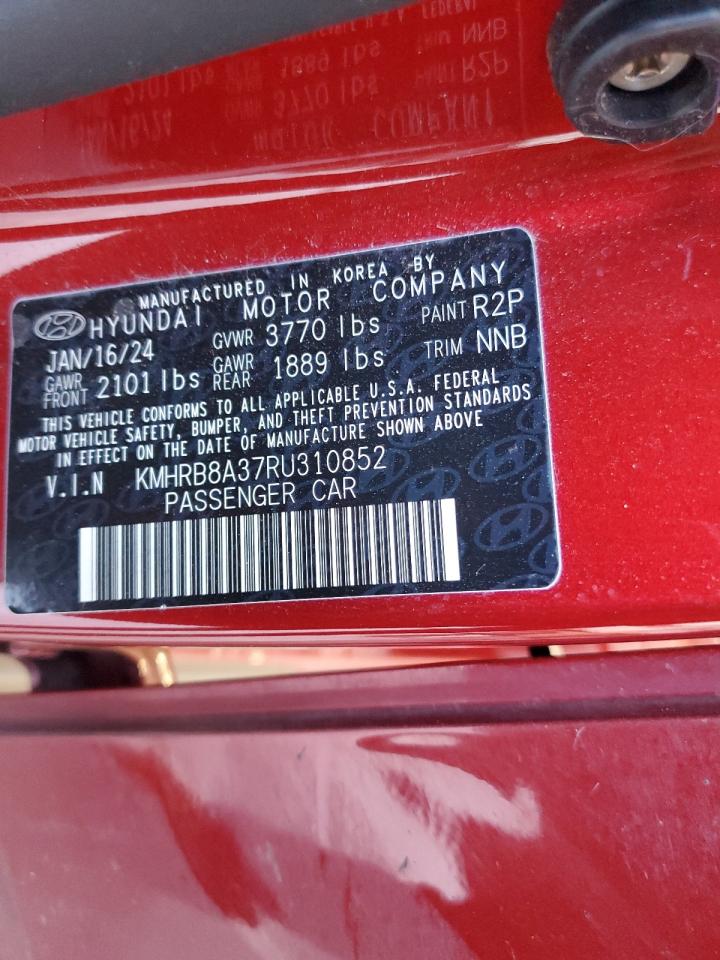 MANUFACTURED IN KOREA BY
HYUNDAI MOTOR COMPANY
JAN/16/24 GVWR 3770 lbs PAINT R2P
GAWR FRONT 2101 lbs GAWR REAR 1889 lbs TRIM NNB
THIS VEHICLE CONFORMS TO ALL APPLICABLE U.S.A. FEDERAL
MOTOR VEHICLE SAFETY, BUMPER, AND THEFT PREVENTION STANDARDS
IN EFFECT ON THE DATE OF MANUFACTURE SHOWN ABOVE
V.I.N KMHRB8A37RU310852
PASSENGER CAR